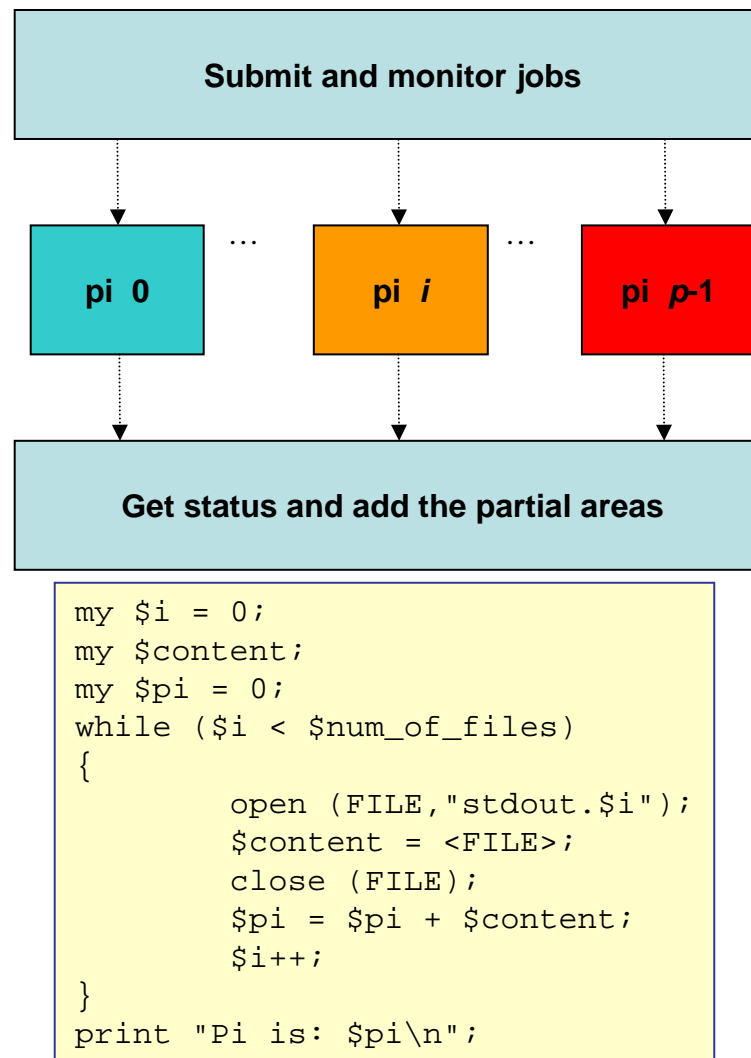 Submit and monitor jobs
pi 0 … pi i … pi p-1
Get status and add the partial areas
my $i = 0;
my $content;
my $pi = 0;
while ($i < $num_of_files)
{
        open (FILE,"stdout.$i");
        $content = <FILE>;
        close (FILE);
        $pi = $pi + $content;
        $i++;
}
print "Pi is: $pi\n";